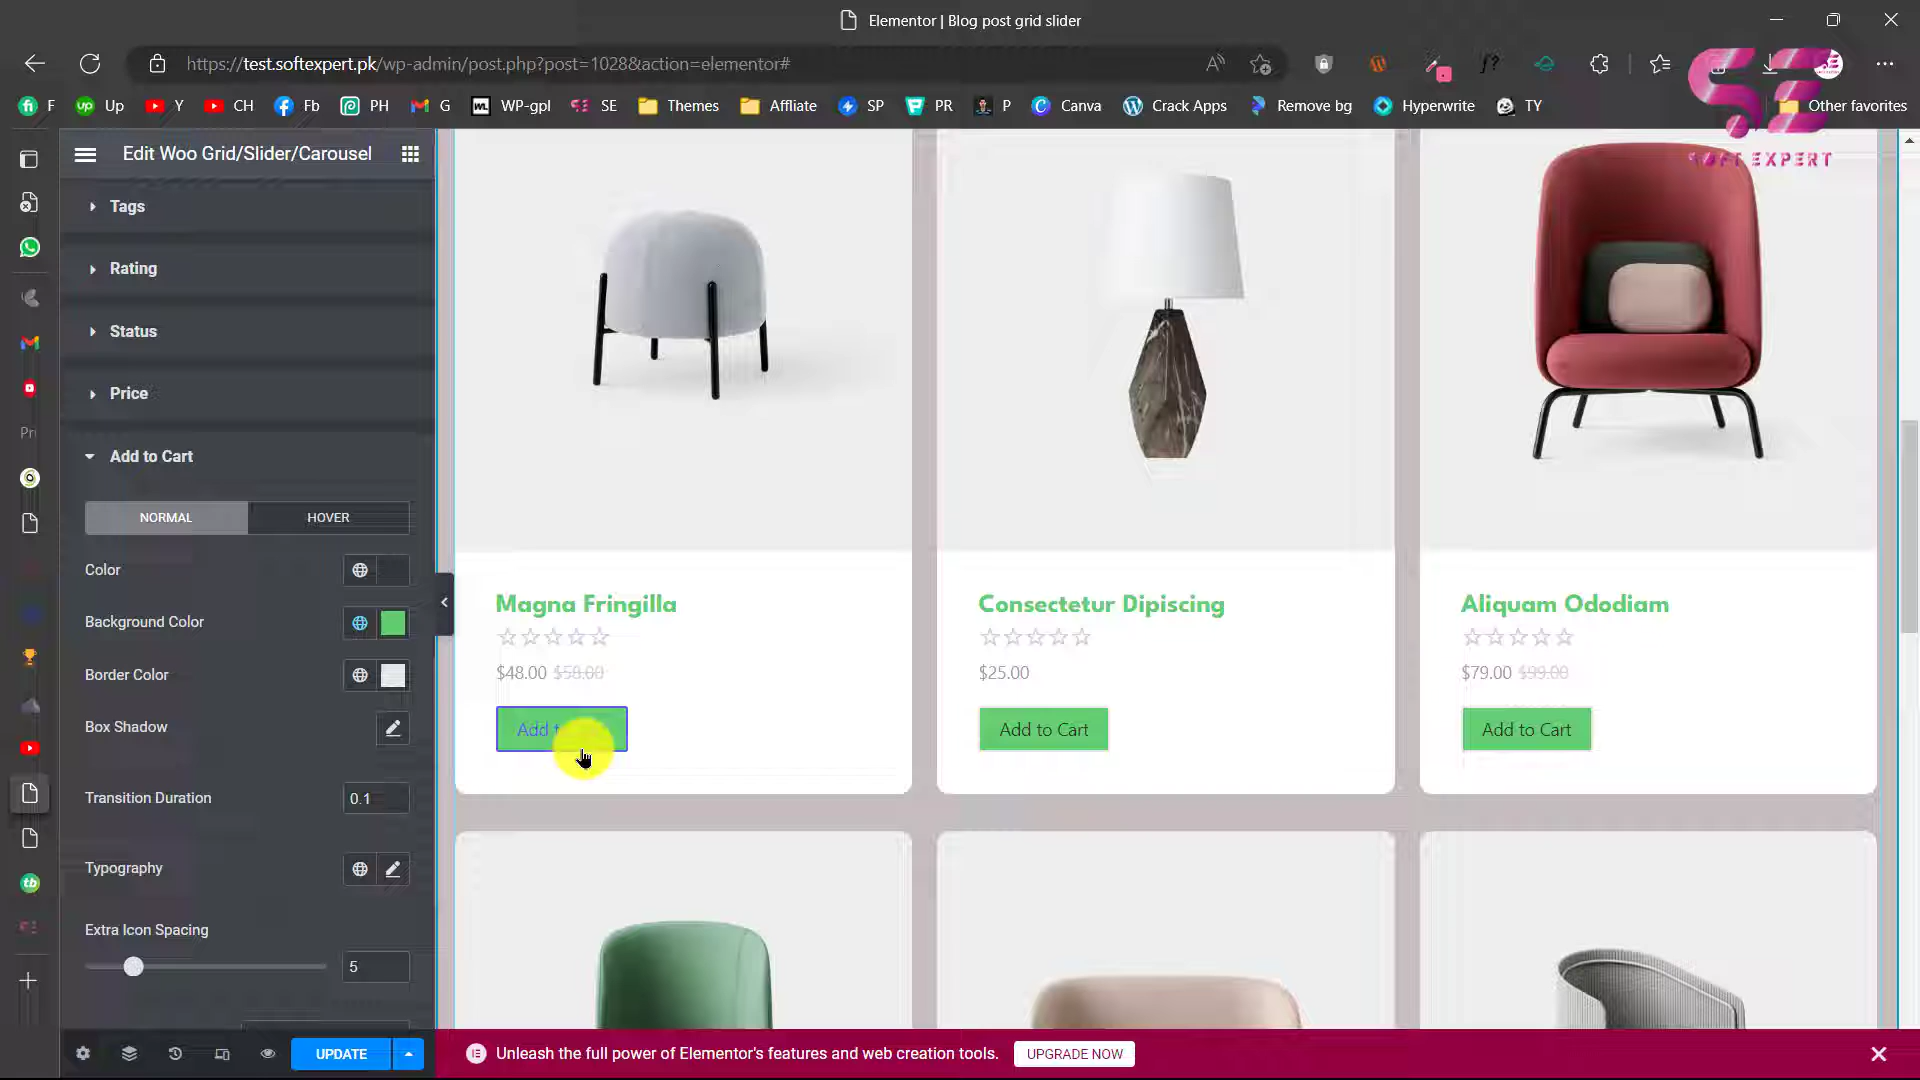 Elementor | Blog post grid slider
https://test.softexpert.pk/wp-admin/post.php?post=1028&action=elementor#
F
Up
Y
CH
Fb
PH
G
WP-gpl
SE
Themes
Affliate
SP
PR
P
Canva
Crack Apps
Remove bg
Hyperwrite
TY
Other favorites
SOFT EXPERT
Edit Woo Grid/Slider/Carousel
Tags
Rating
Status
Price
Add to Cart
NORMAL HOVER
Color
Background Color
Border Color
Box Shadow
Transition Duration 0.1
Typography
Extra Icon Spacing
5
UPDATE
Magna Fringilla
$48.00 $58.00
Add
Consectetur Dipiscing
$25.00
Add to Cart
Aliquam Ododiam
$79.00 $99.00
Add to Cart
Unleash the full power of Elementor's features and web creation tools.
UPGRADE NOW